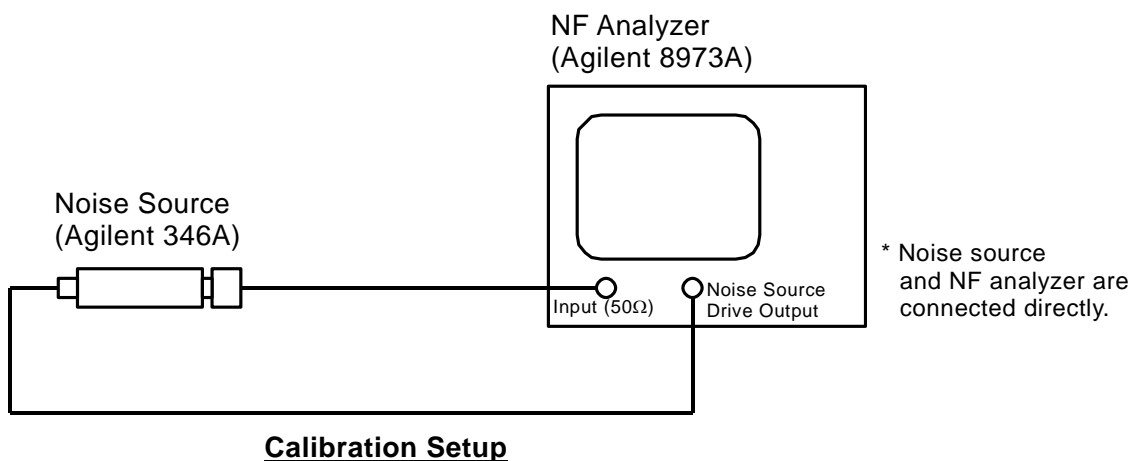 NF Analyzer
(Agilent 8973A)
Noise Source
(Agilent 346A)
Input (50Ω)
Noise Source
Drive Output
* Noise source
and NF analyzer are
connected directly.
Calibration Setup